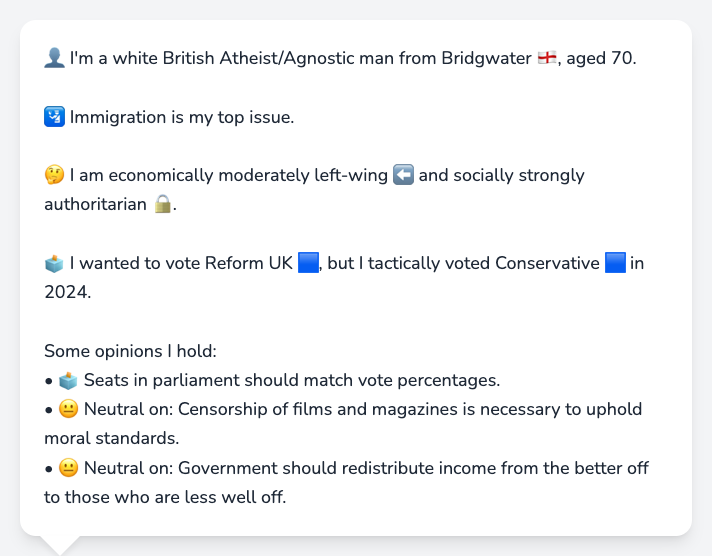 👤 I'm a white British Atheist/Agnostic man from Bridgwater 🏴󠁧󠁢󠁥󠁮󠁧󠁿, aged 70.
🛂 Immigration is my top issue.
🤔 I am economically moderately left-wing ⬅️ and socially strongly
authoritarian 🔒.
🗳️ I wanted to vote Reform UK 🟦, but I tactically voted Conservative 🟦 in
2024.
Some opinions I hold:
• 🗳️ Seats in parliament should match vote percentages.
• 😐 Neutral on: Censorship of films and magazines is necessary to uphold
moral standards.
• 😐 Neutral on: Government should redistribute income from the better off
to those who are less well off.